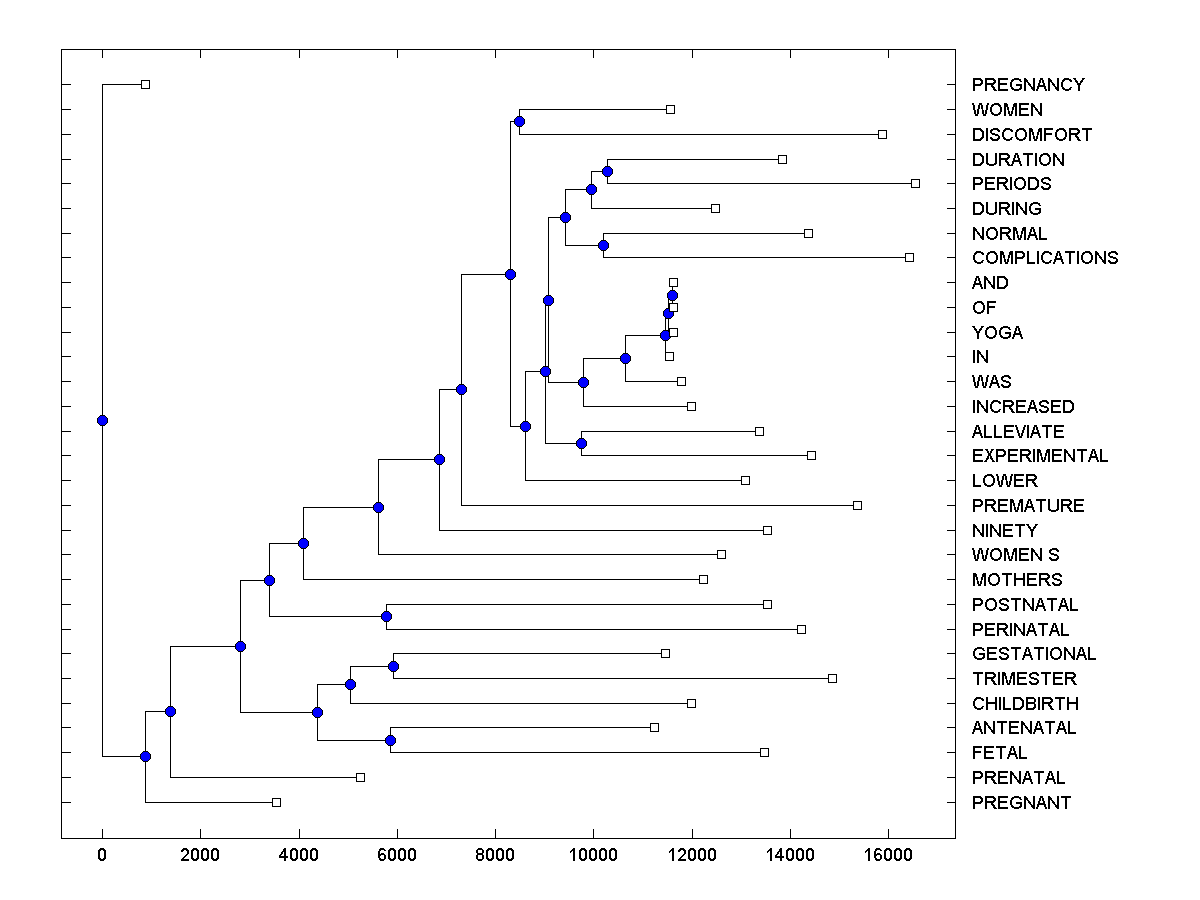 PREGNANCY
WOMEN
DISCOMFORT
DURATION
PERIODS
DURING
NORMAL
COMPLICATIONS
AND
OF
YOGA
IN
WAS
INCREASED
ALLEVIATE
EXPERIMENTAL
LOWER
PREMATURE
NINETY
WOMEN S
MOTHERS
POSTNATAL
PERINATAL
GESTATIONAL
TRIMESTER
CHILDBIRTH
ANTENATAL
FETAL
PRENATAL
PREGNANT
0 2000 4000 6000 8000 10000 12000 14000 16000